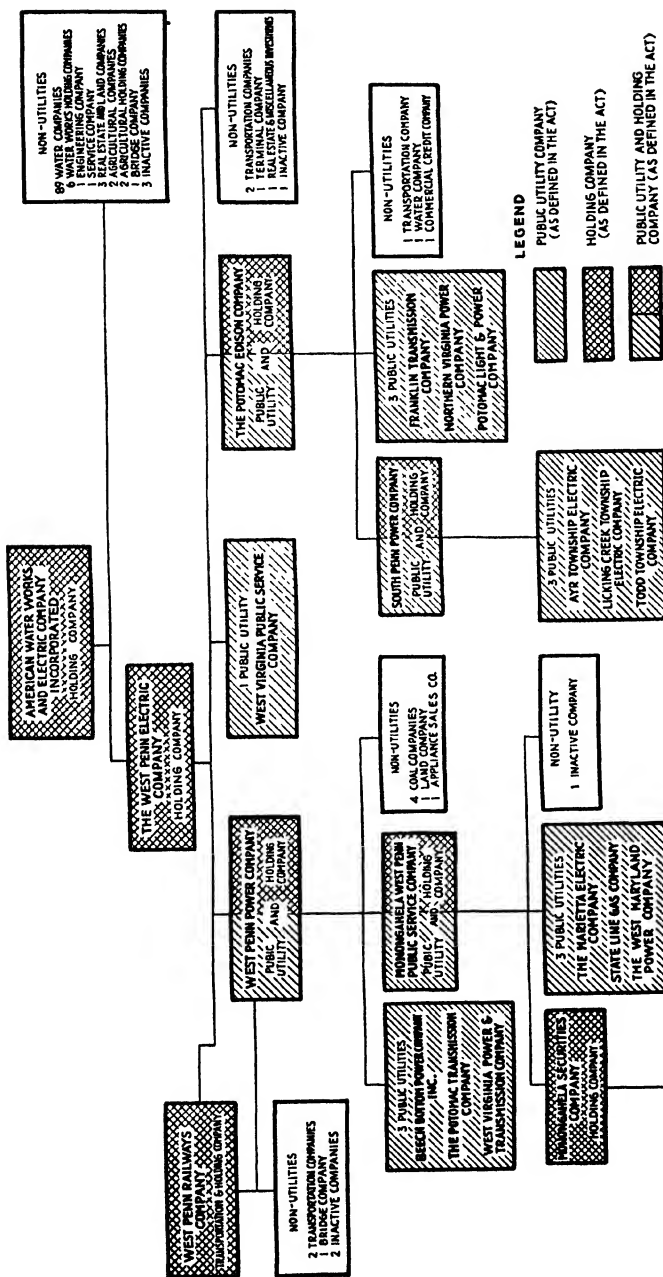 AMERICAN WATER WORKS
AND ELECTRIC COMPANY
INCORPORATED
HOLDING COMPANY
NON-UTILITIES
89 WATER COMPANIES
6 WATER WORKS HOLDING COMPANIES
1 ENGINEERING COMPANY
1 SERVICE COMPANY
3 REAL ESTATE AND LAND COMPANIES
2 AGRICULTURAL COMPANIES
2 AGRICULTURAL HOLDING COMPANIES
1 BRIDGE COMPANY
3 INACTIVE COMPANIES
THE WEST PENN ELECTRIC
COMPANY
HOLDING COMPANY
WEST PENN RAILWAYS
COMPANY
TRANSPORTATION & HOLDING COMPANY
WEST PENN POWER COMPANY
PUBIC AND HOLDING
UTILITY COMPANY
1 PUBLIC UTILITY
WEST VIRGINIA PUBLIC SERVICE
COMPANY
THE POTOMAC EDISON COMPANY
PUBLIC AND HOLDING
UTILITY COMPANY
NON-UTILITIES
2 TRANSPORTATION COMPANIES
1 TERMINAL COMPANY
1 REAL ESTATE & MISCELLANEOUS INVESTMENTS
1 INACTIVE COMPANY
NON-UTILITIES
2 TRANSPORTATION COMPANIES
1 BRIDGE COMPANY
2 INACTIVE COMPANIES
3 PUBLIC UTILITIES
BEECH BOTTOM POWER COMPANY
INC.
THE POTOMAC TRANSMISSION
COMPANY
WEST VIRGINIA POWER &
TRANSMISSION COMPANY
MONONGAHELA WEST PENN
PUBLIC SERVICE COMPANY
PUBLIC HOLDING
UTILITY AND COMPANY
NON-UTILITIES
4 COAL COMPANIES
1 LAND COMPANY
1 APPLIANCE SALES CO.
SOUTH PENN POWER COMPANY
PUBLIC AND HOLDING
UTILITY COMPANY
3 PUBLIC UTILITIES
FRANKLIN TRANSMISSION
COMPANY
NORTHERN VIRGINIA POWER
COMPANY
POTOMAC LIGHT & POWER
COMPANY
NON-UTILITIES
1 TRANSPORTATION COMPANY
1 WATER COMPANY
1 COMMERCIAL CREDIT COMPANY
MONONGAHELA SECURITIES
COMPANY
HOLDING COMPANY
3 PUBLIC UTILITIES
THE MARIETTA ELECTRIC
COMPANY
STATE LINE GAS COMPANY
THE WEST MARYLAND
POWER COMPANY
NON-UTILITY
1 INACTIVE COMPANY
3 PUBLIC UTILITIES
AYR TOWNSHIP ELECTRIC
COMPANY
LICKING CREEK TOWNSHIP
ELECTRIC COMPANY
TODD TOWNSHIP ELECTRIC
COMPANY
LEGEND
PUBLIC UTILITY COMPANY
(AS DEFINED IN THE ACT)
HOLDING COMPANY
(AS DEFINED IN THE ACT)
PUBLIC UTILITY AND HOLDING
COMPANY (AS DEFINED IN THE ACT)